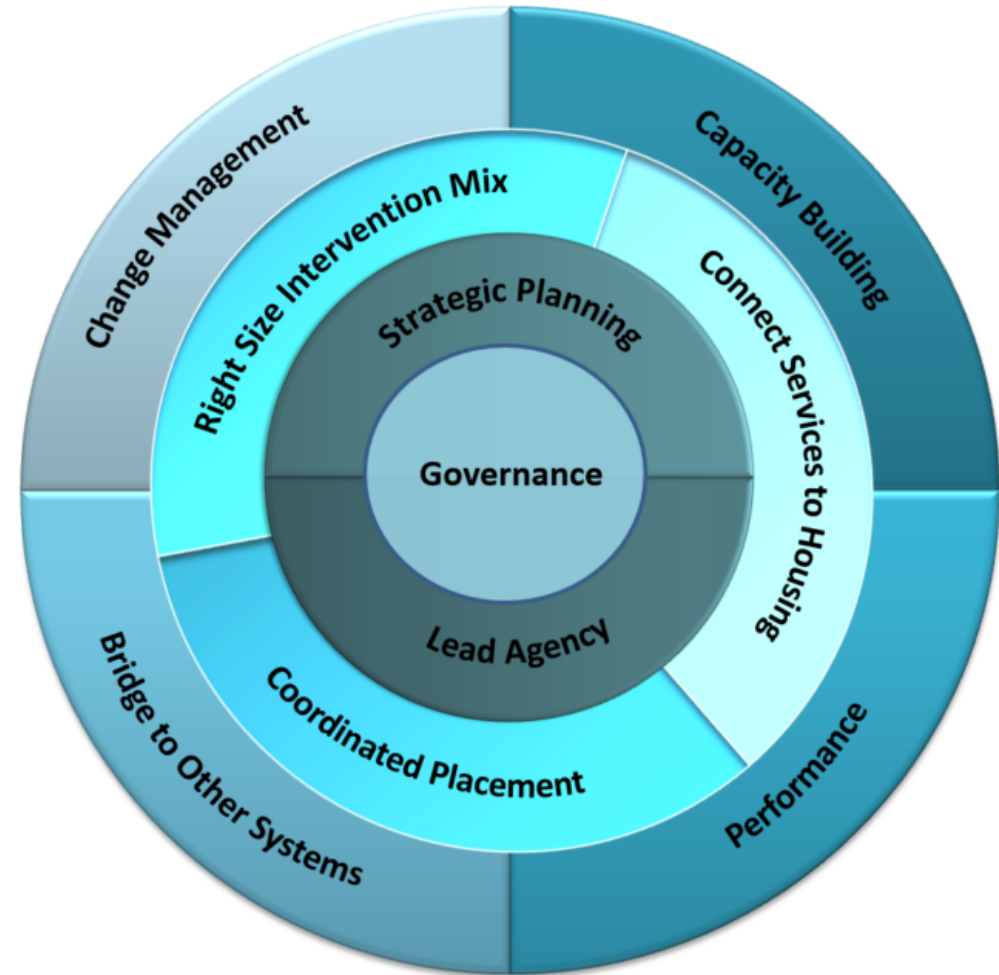 Change Management
Capacity Building
Right Size Intervention Mix
Connect Services to Housing
Strategic Planning
Governance
Lead Agency
Coordinated Placement
Bridge to Other Systems
Performance